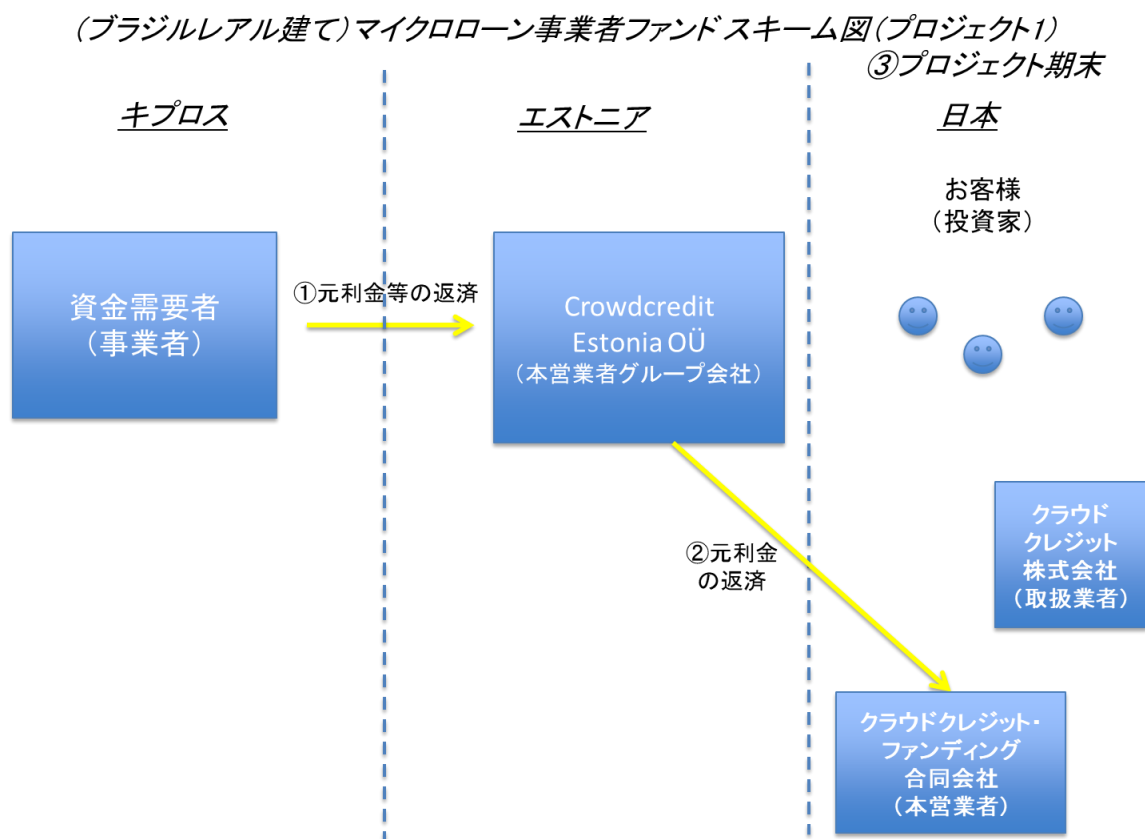 (ブラジルレアル建て)マイクロローン事業者ファンド スキーム図(プロジェクト1)
③プロジェクト期末
キプロス
エストニア
日本
お客様
(投資家)
資金需要者
(事業者)
①元利金等の返済
Crowdcredit
Estonia OÜ
(本営業者グループ会社)
クラウド
クレジット
株式会社
(取扱業者)
②元利金
の返済
クラウドクレジット・
ファンディング
合同会社
(本営業者)